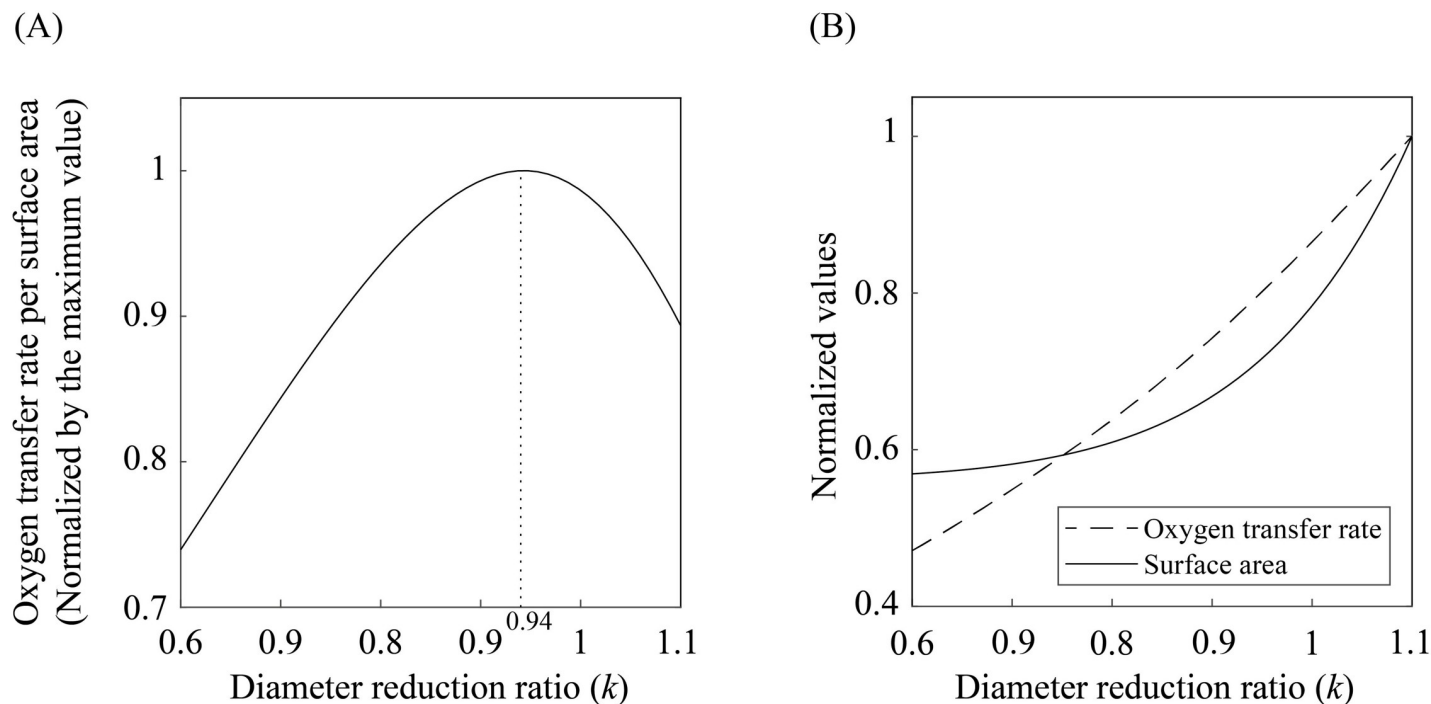 (A)
Oxygen transfer rate per surface area
(Normalized by the maximum value)
1
0.9
0.8
0.7
0.6
0.9
0.8
0.9
0.94
1
1.1
Diameter reduction ratio (k)
(B)
Normalized values
1
0.8
0.6
0.4
Oxygen transfer rate
Surface area
0.6
0.9
0.8
0.9
1
1.1
Diameter reduction ratio (k)